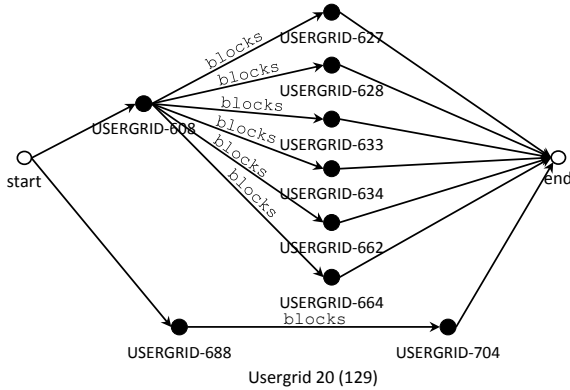 blocks
USERGRID-627
blocks
USERGRID-628
blocks
USERGRID-608
blocks
USERGRID-633
blocks
USERGRID-634
start
end
blocks
USERGRID-662
USERGRID-664
blocks
USERGRID-688
USERGRID-704
Usergrid 20 (129)